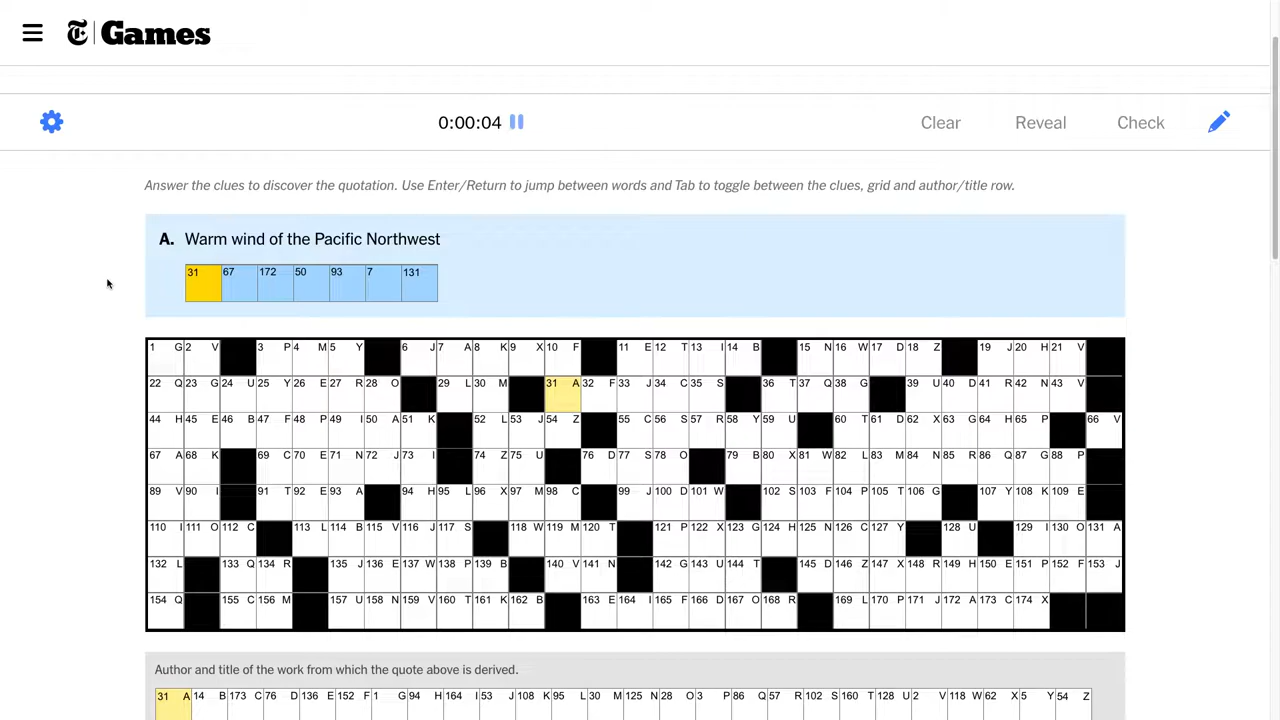 T Games
0:00:04 Clear Reveal Check
Answer the clues to discover the quotation. Use Enter/Return to jump between words and Tab to toggle between the clues, grid and author/title row.
A. Warm wind of the Pacific Northwest
31 67 172 50 93 7 131
1 G 2 V 3 P 4 M 5 Y 6 J 7 A 8 K 9 X 10 F 11 E 12 T 13 I 14 B 15 N 16 W 17 D 18 Z 19 J 20 H 21 V
22 Q 23 G 24 U 25 Y 26 E 27 R 28 O 29 L 30 M 31 A 32 F 33 J 34 C 35 S 36 T 37 Q 38 G 39 U 40 D 41 R 42 N 43 V
44 H 45 E 46 B 47 F 48 P 49 I 50 A 51 K 52 L 53 J 54 Z 55 C 56 S 57 R 58 Y 59 U 60 T 61 D 62 X 63 G 64 H 65 P 66 V
67 A 68 K 69 C 70 E 71 N 72 J 73 I 74 Z 75 U 76 D 77 S 78 O 79 B 80 X 81 W 82 L 83 M 84 N 85 R 86 Q 87 G 88 P
89 V 90 I 91 T 92 E 93 A 94 H 95 L 96 X 97 M 98 C 99 J 100 D 101 W 102 S 103 F 104 P 105 T 106 G 107 Y 108 K 109 E
110 I 111 O 112 C 113 L 114 B 115 V 116 J 117 S 118 W 119 M 120 T 121 P 122 X 123 G 124 H 125 N 126 C 127 Y 128 U 129 I 130 O 131 A
132 L 133 Q 134 R 135 J 136 E 137 W 138 P 139 B 140 V 141 N 142 G 143 U 144 T 145 D 146 Z 147 X 148 R 149 H 150 E 151 P 152 F 153 J
154 Q 155 C 156 M 157 U 158 N 159 V 160 T 161 K 162 B 163 E 164 I 165 F 166 D 167 O 168 R 169 L 170 P 171 J 172 A 173 C 174 X
Author and title of the work from which the quote above is derived.
31 A 14 B 173 C 76 D 136 E 152 F 1 G 94 H 164 I 53 J 108 K 95 L 30 M 125 N 28 O 3 P 86 Q 57 R 102 S 160 T 128 U 2 V 118 W 62 X 5 Y 54 Z